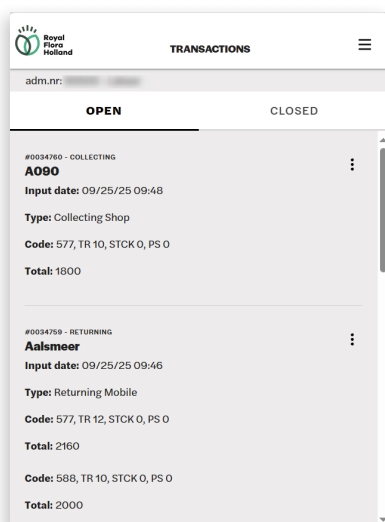 Royal
Flora
Holland
TRANSACTIONS
adm.nr:
OPEN
CLOSED
#0034760 - COLLECTING
A090
Input date: 09/25/25 09:48
Type: Collecting Shop
Code: 577, TR 10, STCK 0, PS 0
Total: 1800
#0034759 - RETURNING
Aalsmeer
Input date: 09/25/25 09:46
Type: Returning Mobile
Code: 577, TR 12, STCK 0, PS 0
Total: 2160
Code: 588, TR 10, STCK 0, PS 0
Total: 2000